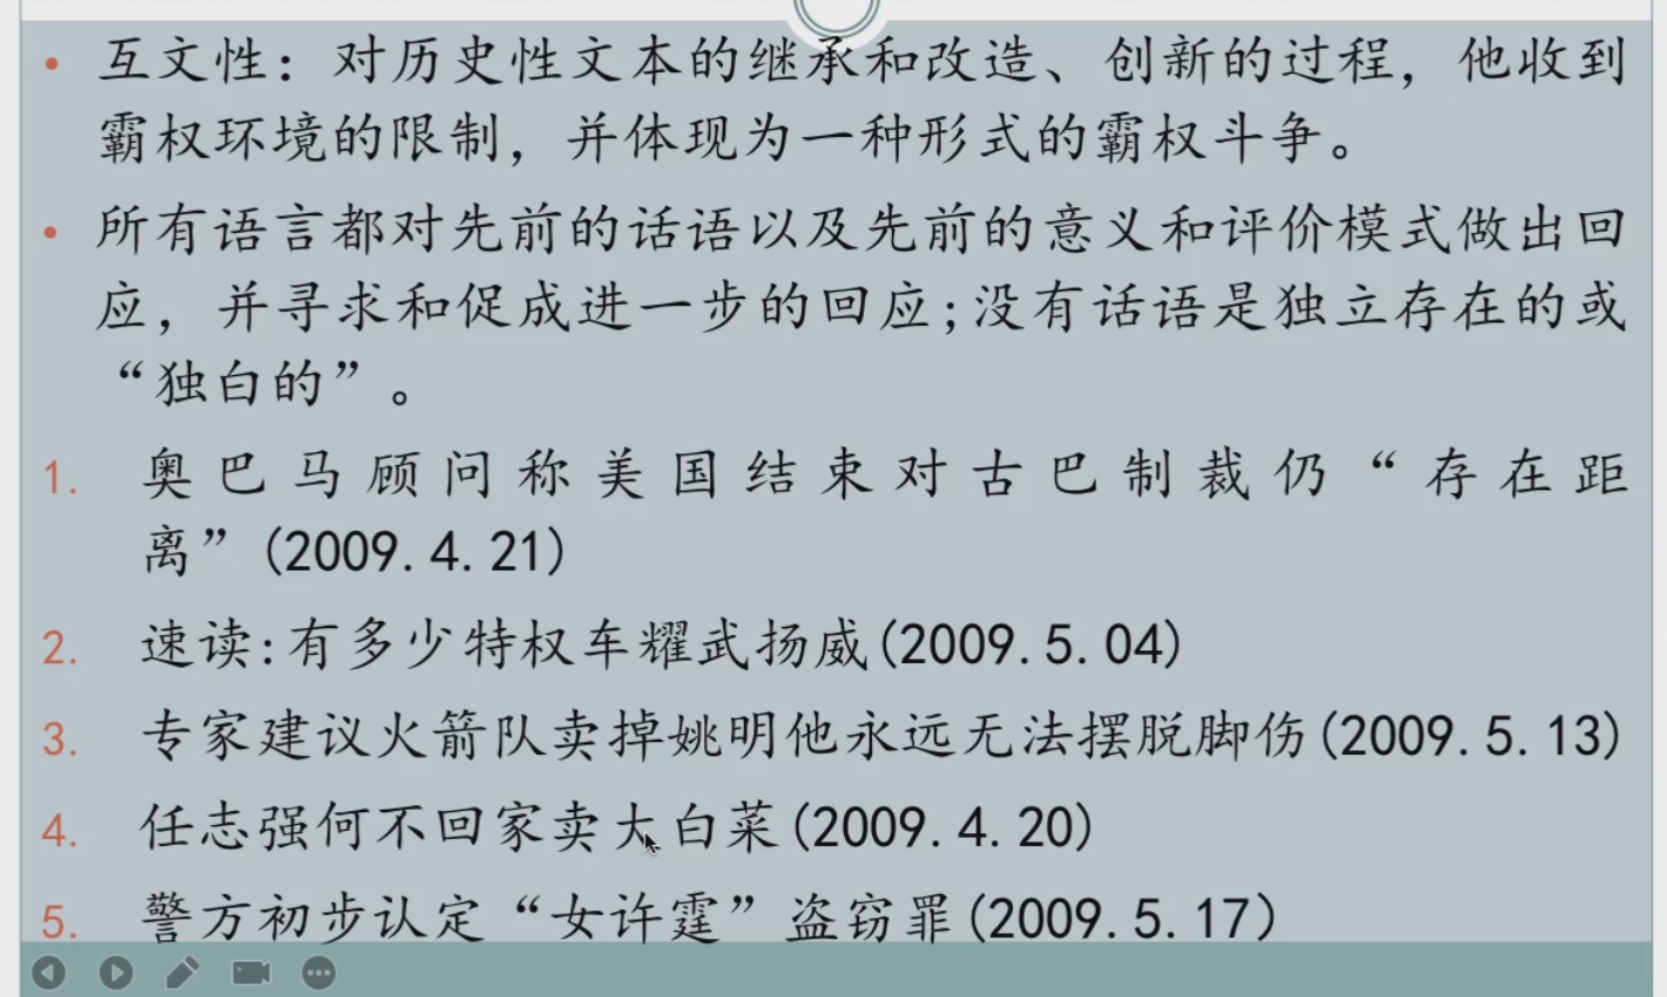 • 互文性：对历史性文本的继承和改造、创新的过程，他收到
霸权环境的限制，并体现为一种形式的霸权斗争。
• 所有语言都对先前的话语以及先前的意义和评价模式做出回
应，并寻求和促成进一步的回应;没有话语是独立存在的或
“独白的”。
1. 奥巴马顾问称美国结束对古巴制裁仍“存在距
离”(2009.4.21)
2. 速读:有多少特权车耀武扬威(2009.5.04)
3. 专家建议火箭队卖掉姚明他永远无法摆脱脚伤(2009.5.13)
4. 任志强何不回家卖大白菜(2009.4.20)
5. 警方初步认定“女许霆”盗窃罪(2009.5.17)